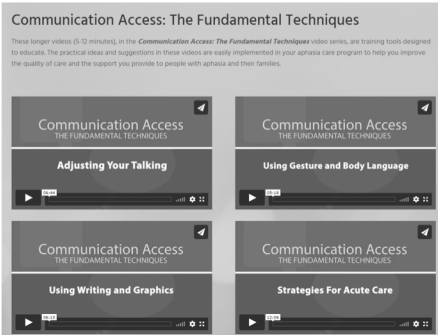 Communication Access: The Fundamental Techniques
These longer videos (5-12 minutes), in the Communication Access: The Fundamental Techniques video series, are training tools designed
to educate. The practical ideas and suggestions in these videos are easily implemented in your aphasia care program to help you improve
the quality of care and the support you provide to people with aphasia and their families.
Communication Access
THE FUNDAMENTAL TECHNIQUES
Adjusting Your Talking
06:44
Communication Access
THE FUNDAMENTAL TECHNIQUES
Using Gesture and Body Language
Communication Access
THE FUNDAMENTAL TECHNIQUES
Using Writing and Graphics
Communication Access
THE FUNDAMENTAL TECHNIQUES
Strategies For Acute Care